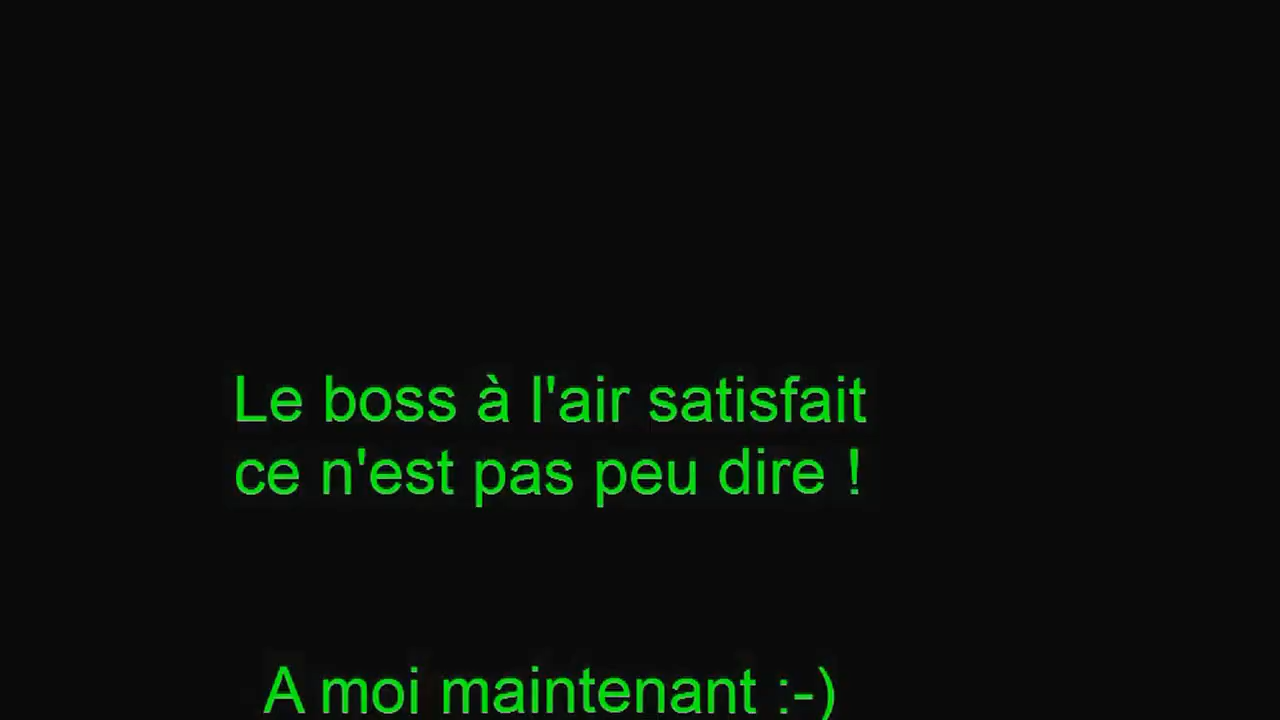 Le boss à l'air satisfait
ce n'est pas peu dire !
A moi maintenant :-)